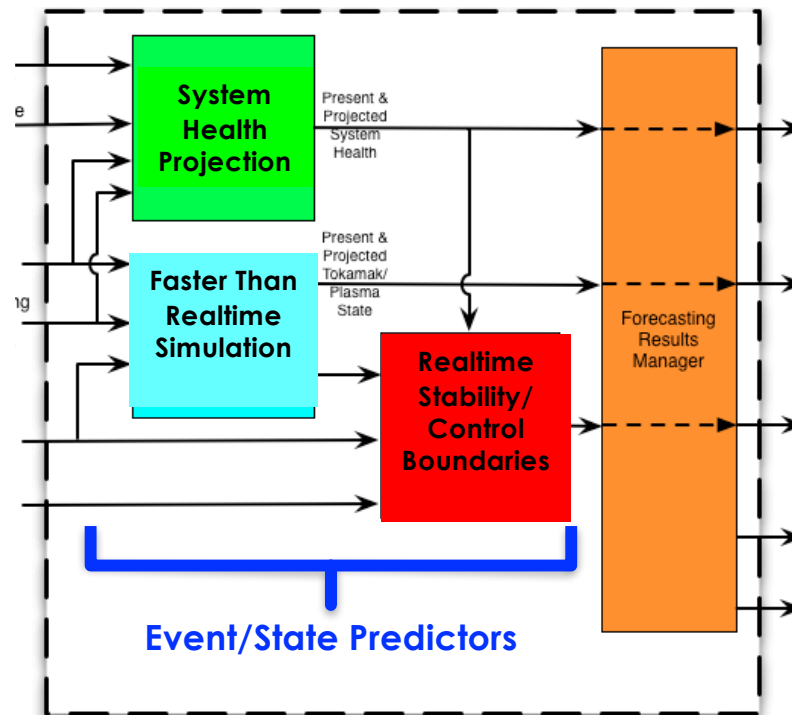 System
Health
Projection
Present &
Projected
System
Health
Faster Than
Realtime
Simulation
Present &
Projected
Tokamak/
Plasma
State
Realtime
Stability/
Control
Boundaries
Forecasting
Results
Manager
Event/State Predictors